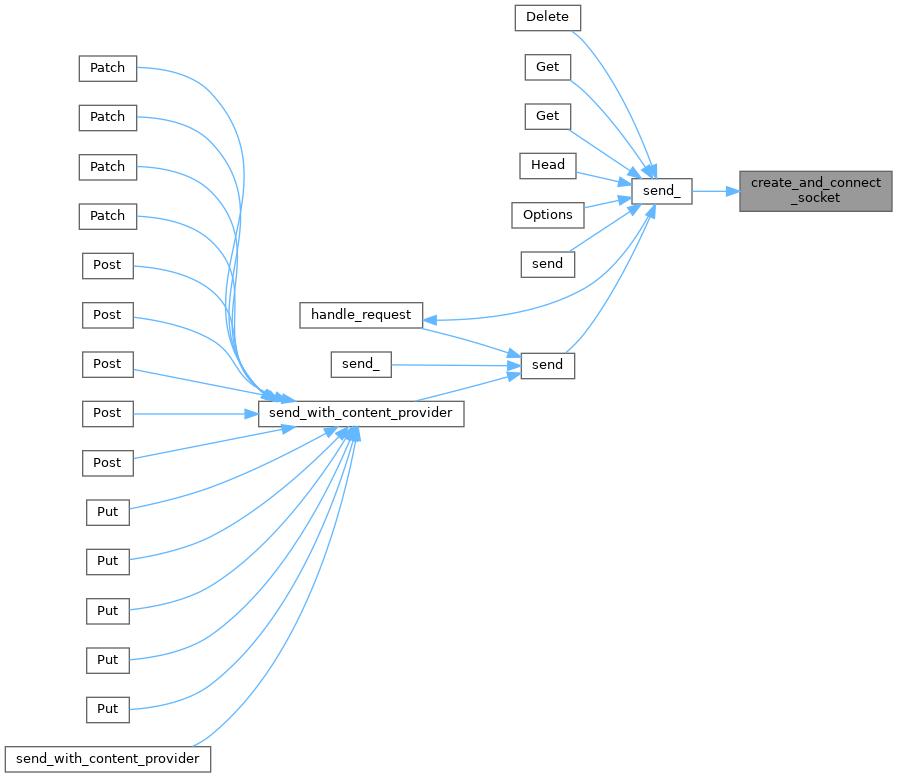 Delete
Patch
Get
Patch
Get
Patch
Head
create_and_connect
_socket
send_
Patch
Options
Post
send
Post
handle_request
Post
send_
send
Post
send_with_content_provider
Post
Put
Put
Put
Put
Put
send_with_content_provider